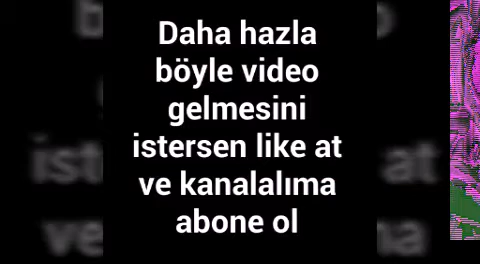 Daha hazla
böyle video
gelmesini
istersen like at
ve kanalalıma
abone ol